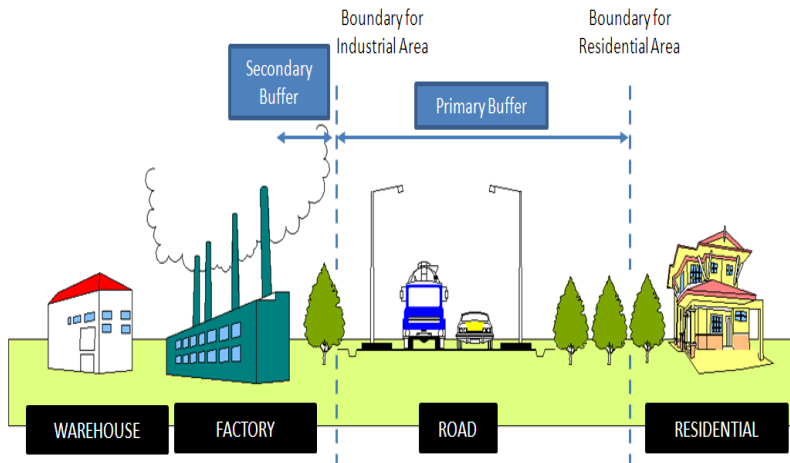 Boundary for
Industrial Area
Boundary for
Residential Area
Secondary
Buffer
Primary Buffer
WAREHOUSE
FACTORY
ROAD
RESIDENTIAL